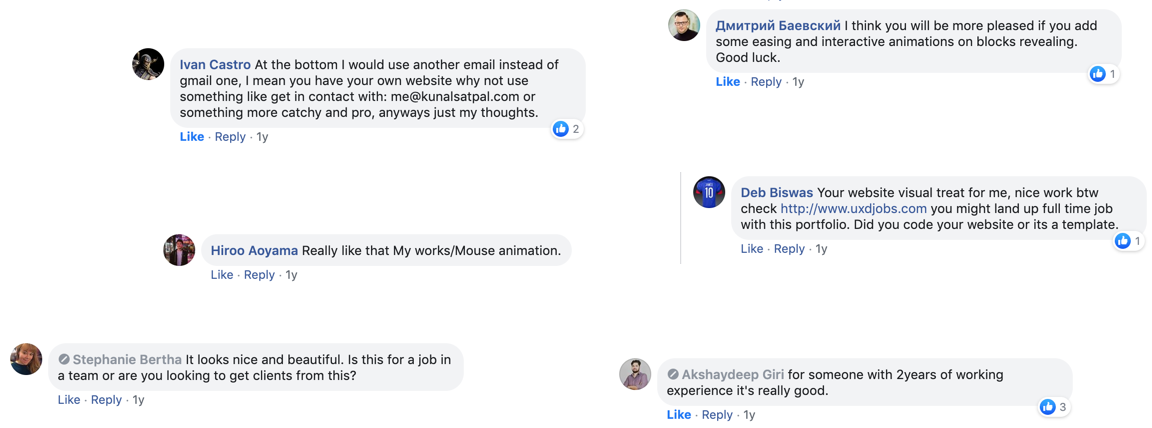 Ivan Castro At the bottom I would use another email instead of
gmail one, I mean you have your own website why not use
something like get in contact with: me@kunalsatpal.com or
something more catchy and pro, anyways just my thoughts.
2
Like · Reply · 1y
Hiroo Aoyama Really like that My works/Mouse animation.
Like · Reply · 1y
Stephanie Bertha It looks nice and beautiful. Is this for a job in
a team or are you looking to get clients from this?
Like · Reply · 1y
Дмитрий Баевский I think you will be more pleased if you add
some easing and interactive animations on blocks revealing.
Good luck.
1
Like · Reply · 1y
10
Deb Biswas Your website visual treat for me, nice work btw
check http://www.uxdjobs.com you might land up full time job
with this portfolio. Did you code your website or its a template.
1
Like · Reply · 1y
Akshaydeep Giri for someone with 2years of working
experience it's really good.
3
Like · Reply · 1y